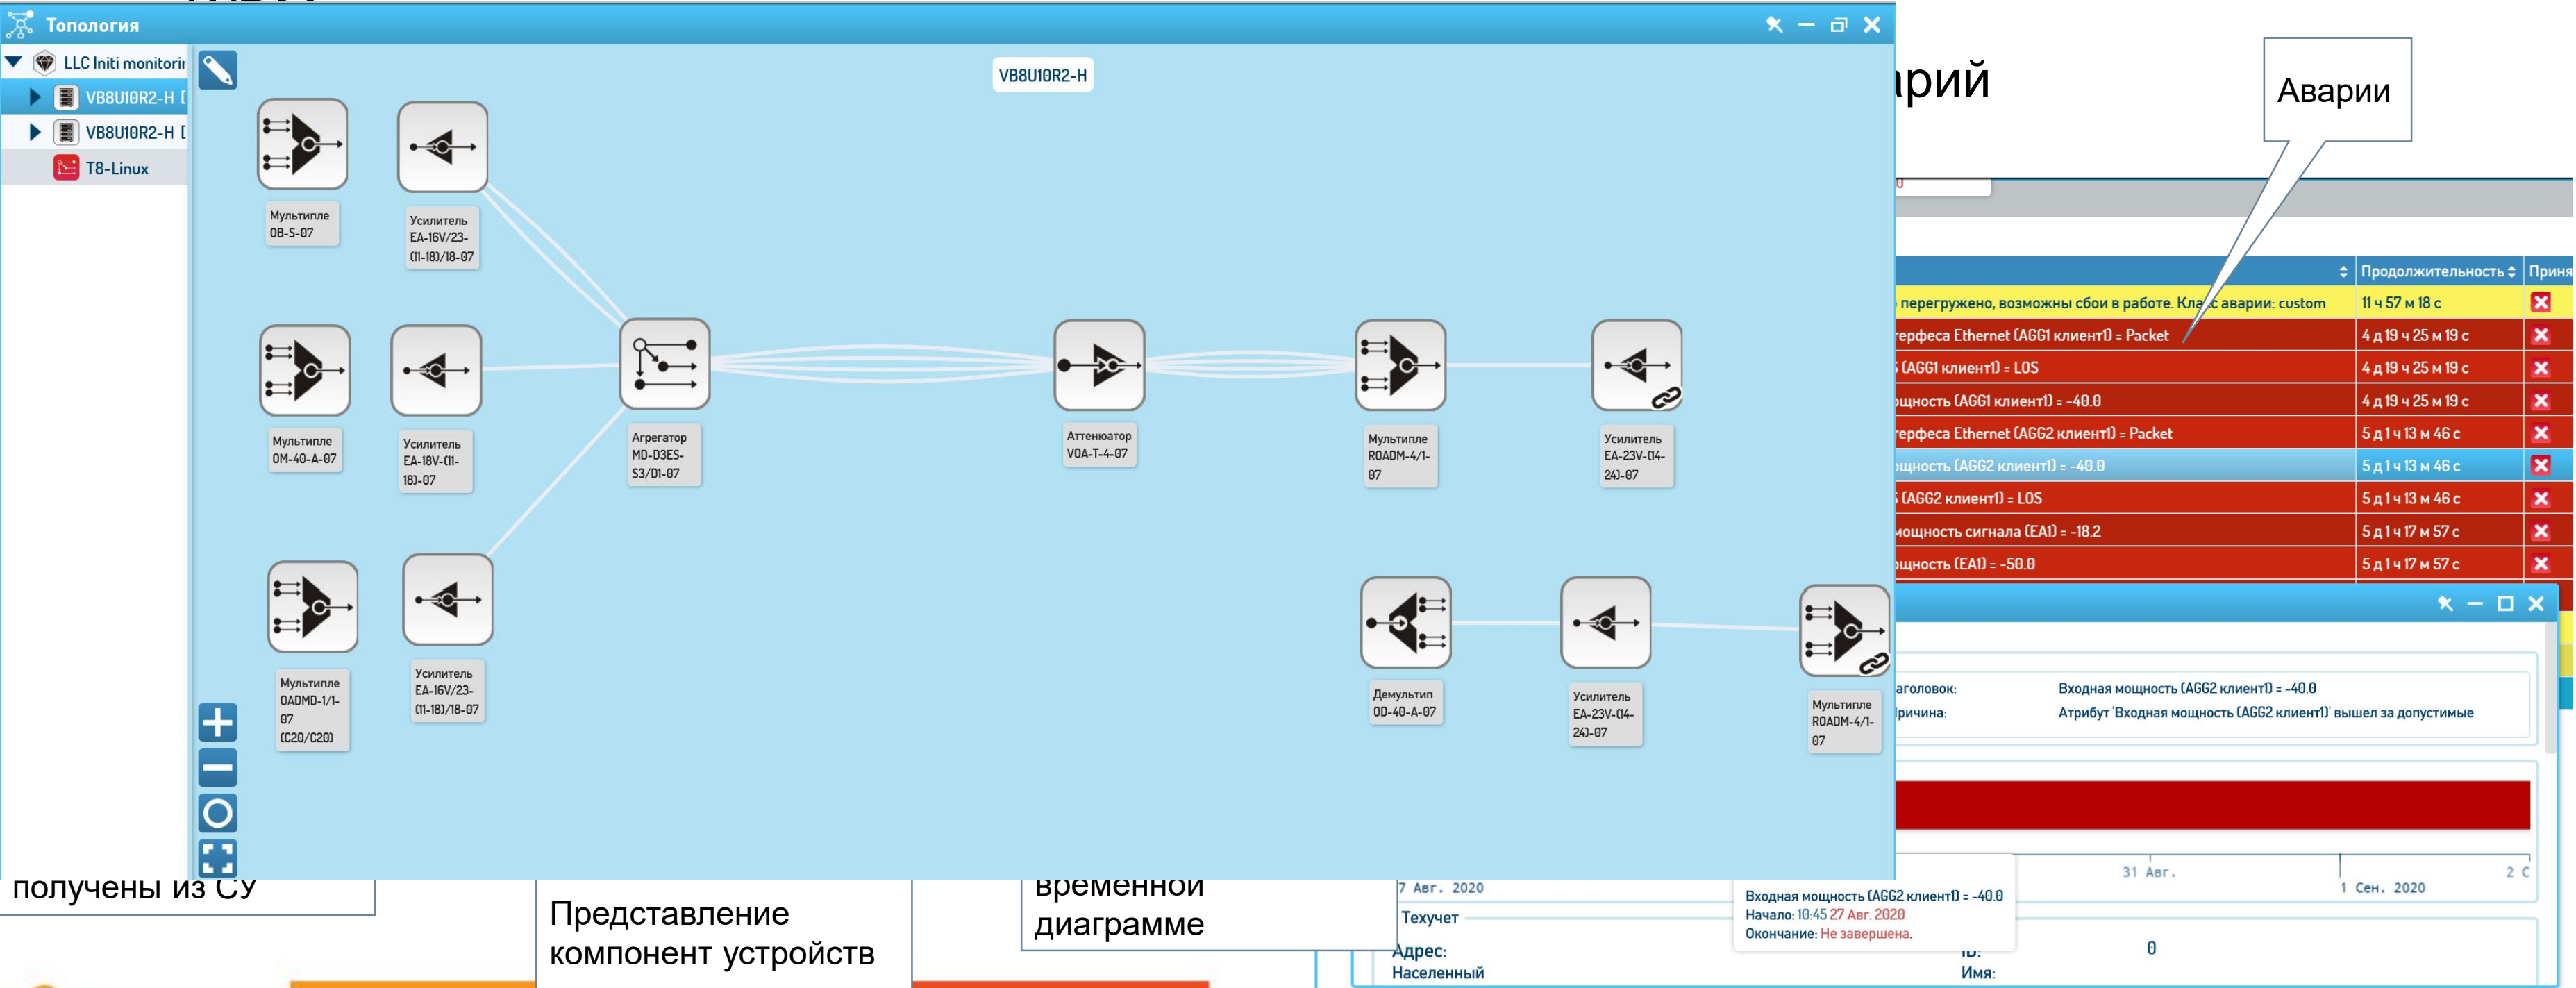 Топология
LLC Initi monitorin
VB8U10R2-H [
VB8U10R2-H [
T8-Linux
VB8U10R2-H
Мультипле
OB-S-07
Усилитель
EA-16V/23-
(11-18)/18-07
Мультипле
OM-40-A-07
Усилитель
EA-18V-(11-
18)-07
Агрегатор
MD-D3ES-
S3/D1-07
Аттенюатор
VOA-T-4-07
Мультипле
ROADM-4/1-
07
Усилитель
EA-23V-(14-
24)-07
Мультипле
OADMD-1/1-
07
(C20/C20)
Усилитель
EA-16V/23-
(11-18)/18-07
Демультип
OD-40-A-07
Усилитель
EA-23V-(14-
24)-07
Мультипле
ROADM-4/1-
07
арий
Аварии
Продолжительность Приня
перегружено, возможны сбои в работе. Класс аварии: custom 11 ч 57 м 18 с
терфеса Ethernet (AGG1 клиент1) = Packet 4 д 19 ч 25 м 19 с
(AGG1 клиент1) = LOS 4 д 19 ч 25 м 19 с
ощность (AGG1 клиент1) = -40.0 4 д 19 ч 25 м 19 с
терфеса Ethernet (AGG2 клиент1) = Packet 5 д 1 ч 13 м 46 с
ощность (AGG2 клиент1) = -40.0 5 д 1 ч 13 м 46 с
(AGG2 клиент1) = LOS 5 д 1 ч 13 м 46 с
мощность сигнала (EA1) = -18.2 5 д 1 ч 17 м 57 с
ощность (EA1) = -50.0 5 д 1 ч 17 м 57 с
аголовок: Входная мощность (AGG2 клиент1) = -40.0
ричина: Атрибут 'Входная мощность (AGG2 клиент1)' вышел за допустимые
31 Авг. 2 С
7 Авг. 2020 1 Сен. 2020
Входная мощность (AGG2 клиент1) = -40.0
Начало: 10:45 27 Авг. 2020
Окончание: Не завершена.
Техучет
Адрес: ID: 0
Населенный Имя:
получены из СУ
Представление
компонент устройств
временной
диаграмме